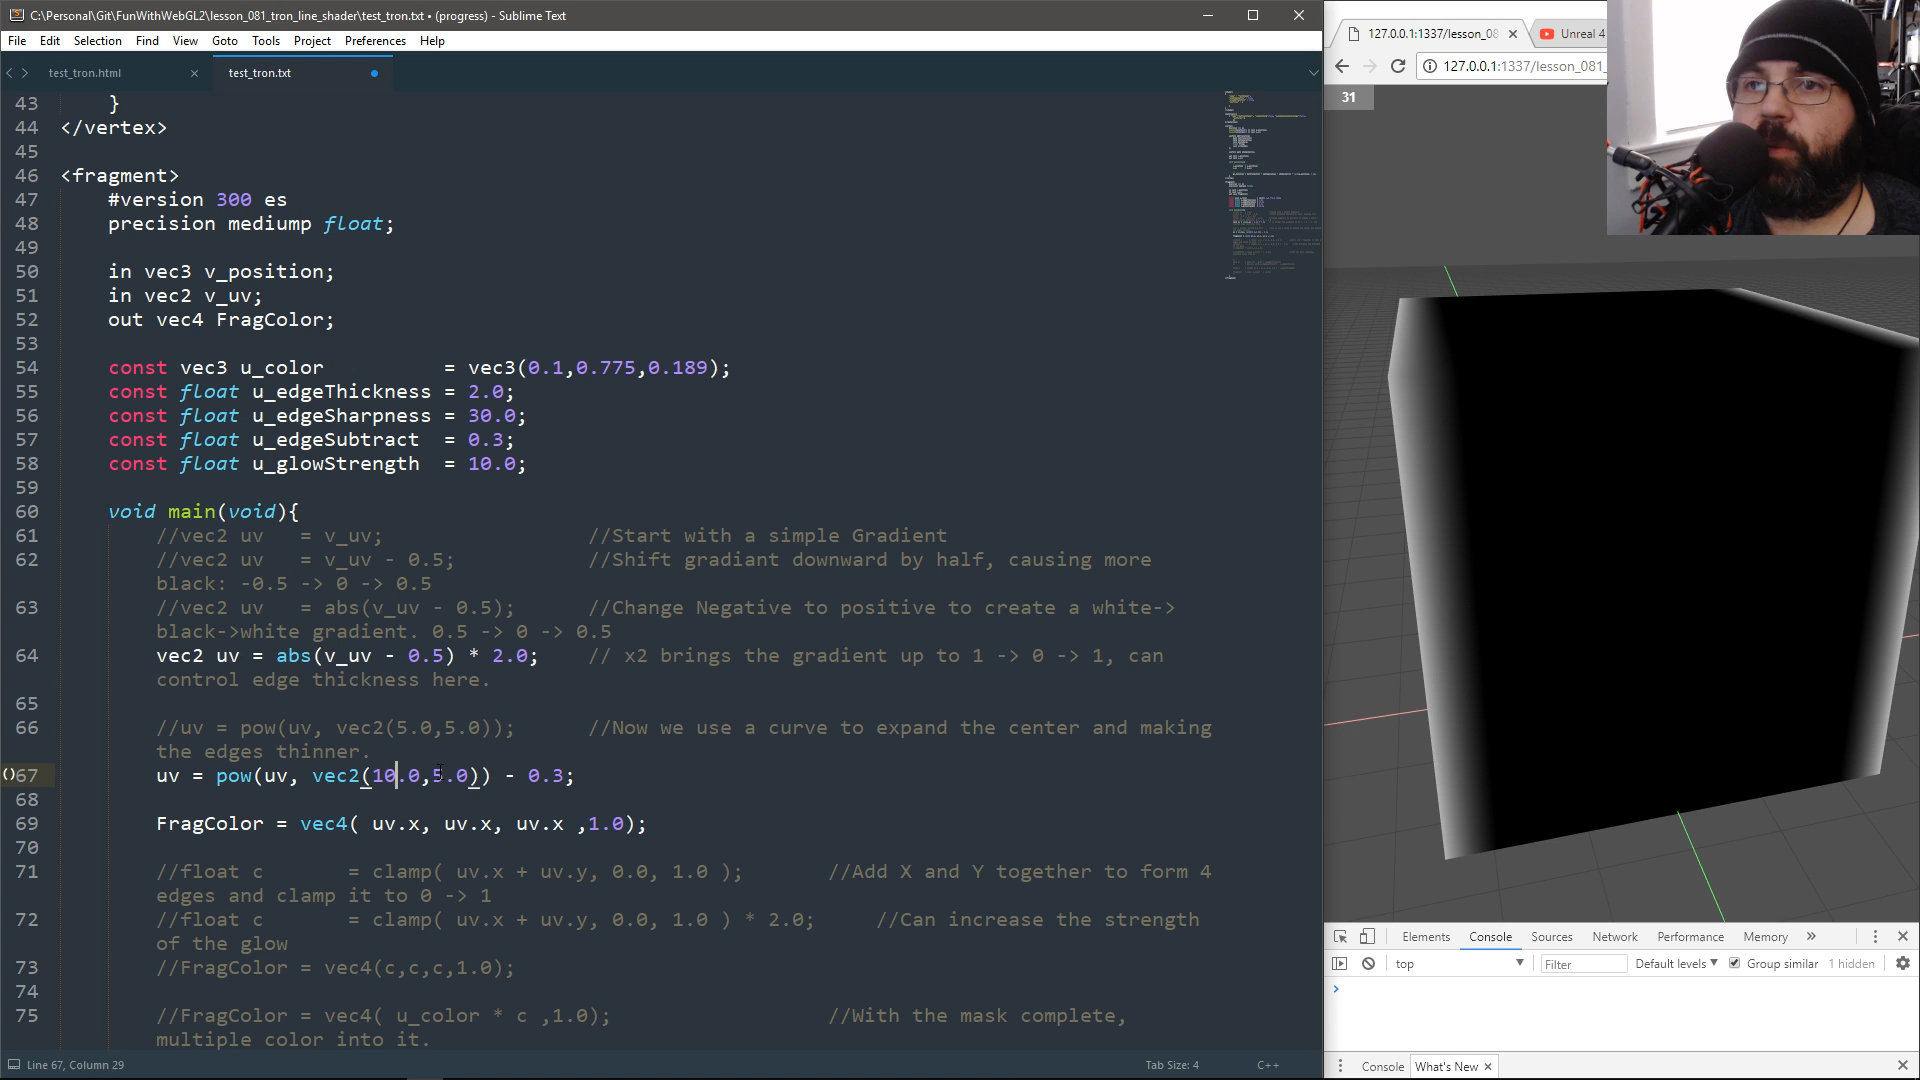 C:\Personal\Git\FunWithWebGL2\lesson_081_tron_line_shader\test_tron.txt • (progress) - Sublime Text
File Edit Selection Find View Goto Tools Project Preferences Help
test_tron.html
test_tron.txt
43 }
44 </vertex>
45
46 <fragment>
47 #version 300 es
48 precision mediump float;
49
50 in vec3 v_position;
51 in vec2 v_uv;
52 out vec4 FragColor;
53
54 const vec3 u_color = vec3(0.1,0.775,0.189);
55 const float u_edgeThickness = 2.0;
56 const float u_edgeSharpness = 30.0;
57 const float u_edgeSubtract = 0.3;
58 const float u_glowStrength = 10.0;
59
60 void main(void){
61 //vec2 uv = v_uv; //Start with a simple Gradient
62 //vec2 uv = v_uv - 0.5; //Shift gradiant downward by half, causing more
black: -0.5 -> 0 -> 0.5
63 //vec2 uv = abs(v_uv - 0.5); //Change Negative to positive to create a white->
black->white gradient. 0.5 -> 0 -> 0.5
64 vec2 uv = abs(v_uv - 0.5) * 2.0; // x2 brings the gradient up to 1 -> 0 -> 1, can
control edge thickness here.
65
66 //uv = pow(uv, vec2(5.0,5.0)); //Now we use a curve to expand the center and making
the edges thinner.
67 uv = pow(uv, vec2(10.0,5.0)) - 0.3;
68
69 FragColor = vec4( uv.x, uv.x, uv.x ,1.0);
70
71 //float c = clamp( uv.x + uv.y, 0.0, 1.0 ); //Add X and Y together to form 4
edges and clamp it to 0 -> 1
72 //float c = clamp( uv.x + uv.y, 0.0, 1.0 ) * 2.0; //Can increase the strength
of the glow
73 //FragColor = vec4(c,c,c,1.0);
74
75 //FragColor = vec4( u_color * c ,1.0); //With the mask complete,
multiple color into it.
Line 67, Column 29
Tab Size: 4
C++
127.0.0.1:1337/lesson_08
Unreal 4
127.0.0.1:1337/lesson_081_
31
Elements Console Sources Network Performance Memory
top
Filter
Default levels
Group similar
1 hidden
Console
What's New